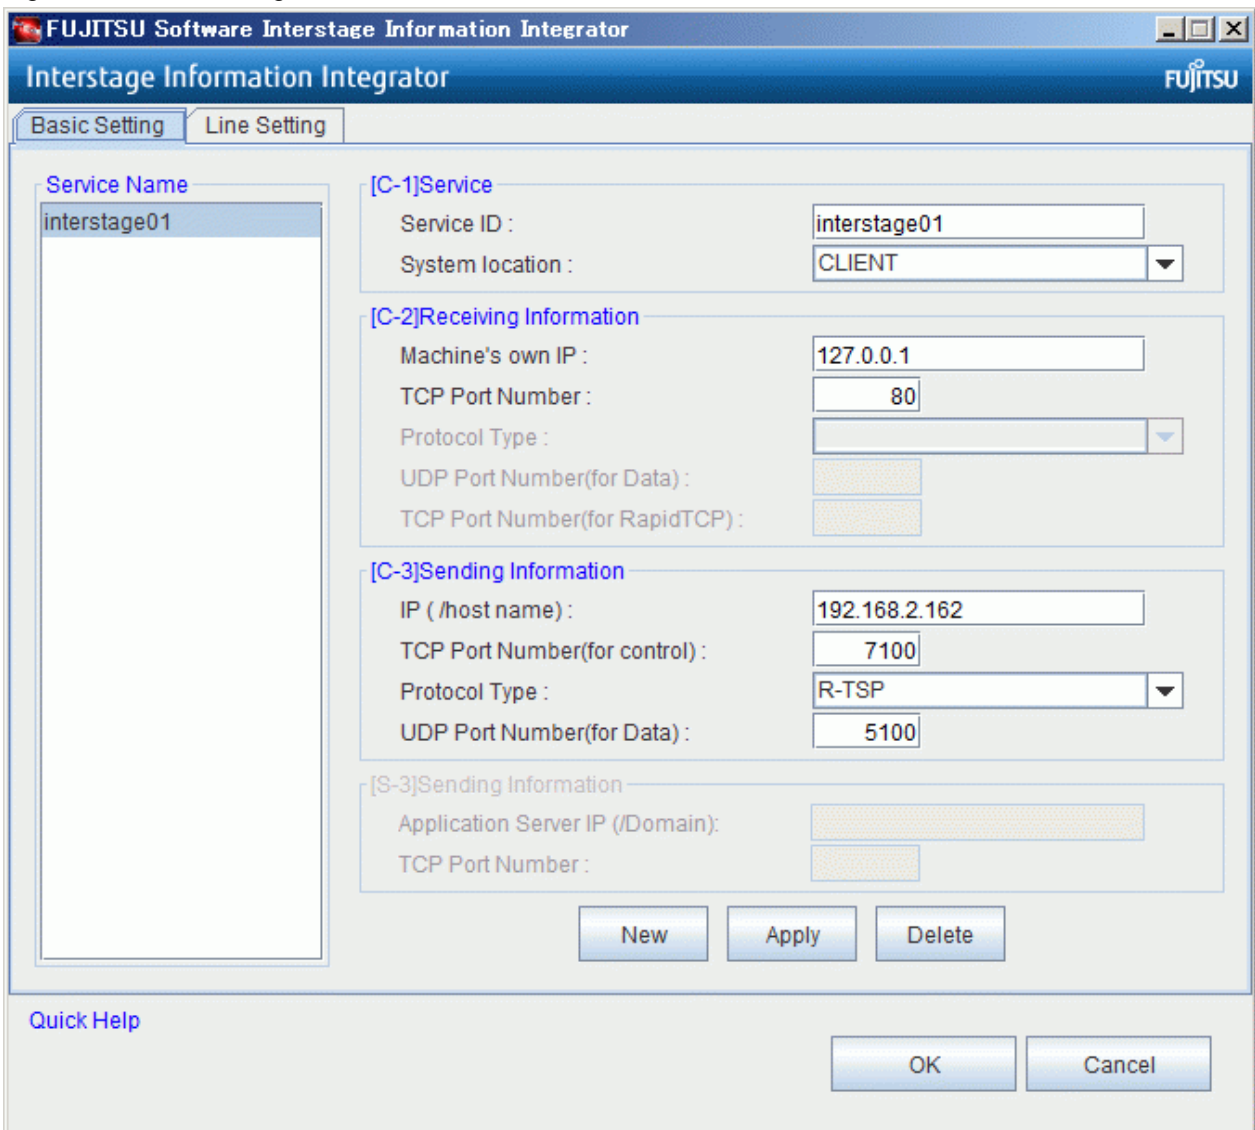 FUJITSU Software Interstage Information Integrator
Interstage Information Integrator
FUJITSU
Basic Setting
Line Setting
Service Name
interstage01
[C-1]Service
Service ID : interstage01
System location : CLIENT
[C-2]Receiving Information
Machine's own IP : 127.0.0.1
TCP Port Number : 80
Protocol Type :
UDP Port Number(for Data) :
TCP Port Number(for RapidTCP) :
[C-3]Sending Information
IP ( /host name) : 192.168.2.162
TCP Port Number(for control) : 7100
Protocol Type : R-TSP
UDP Port Number(for Data) : 5100
[S-3]Sending Information
Application Server IP (/Domain):
TCP Port Number :
New
Apply
Delete
Quick Help
OK
Cancel